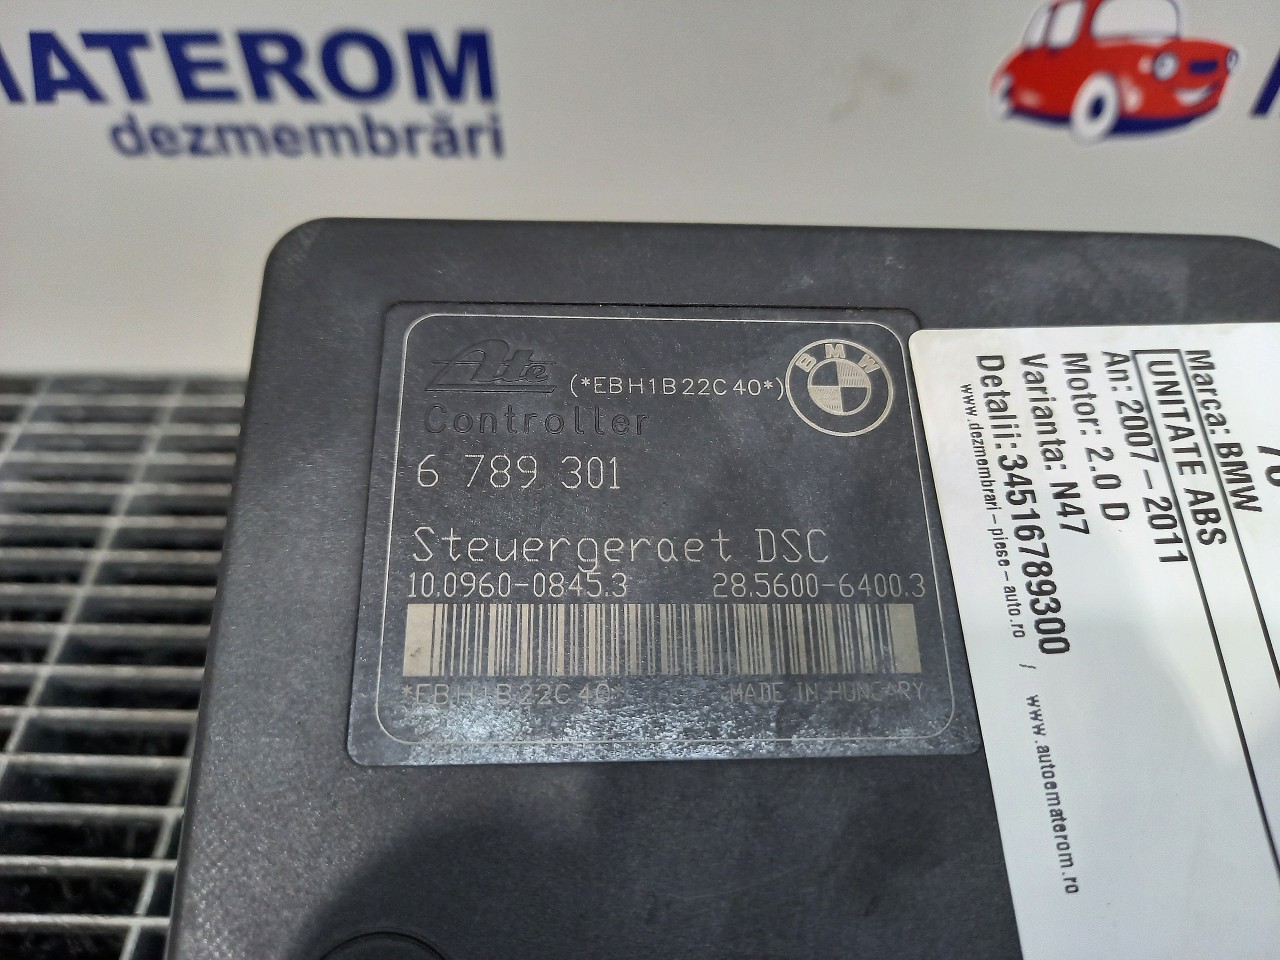 MATEROM
dezmembrări
Ate
(*EBH1B22C40*)
BMW
Controller
6 789 301
Steuergeraet DSC
10.0960-0845.3 28.5600-6400.3
*EBH1B22C40*
MADE IN HUNGARY
Marca: BMW
UNITATE ABS
An: 2007-2011
Motor: 2.0 D
Varianta: N47
Detalii: 34516789300
www.dezmembrari-piese-auto.ro / www.autoematerom.ro